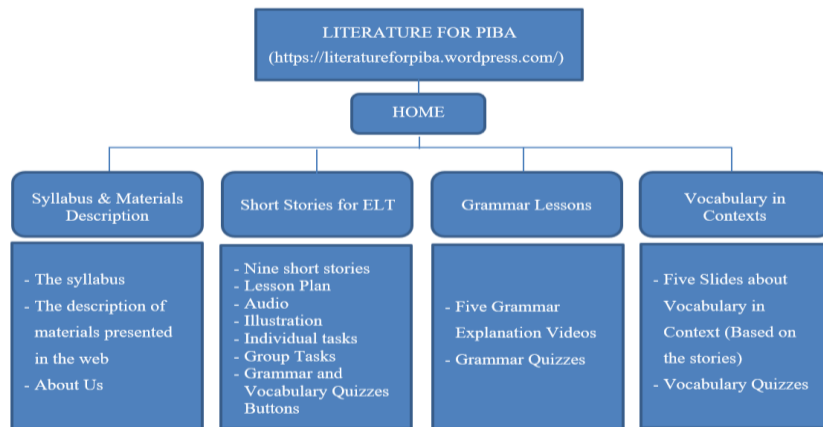 LITERATURE FOR PIBA
(https://literatureforpiba.wordpress.com/)
HOME
Syllabus & Materials
Description
- The syllabus
- The description of
materials presented
in the web
- About Us
Short Stories for ELT
- Nine short stories
- Lesson Plan
- Audio
- Illustration
- Individual tasks
- Group Tasks
- Grammar and
Vocabulary Quizzes
Buttons
Grammar Lessons
- Five Grammar
Explanation Videos
- Grammar Quizzes
Vocabulary in
Contexts
- Five Slides about
Vocabulary in
Context (Based on
the stories)
- Vocabulary Quizzes